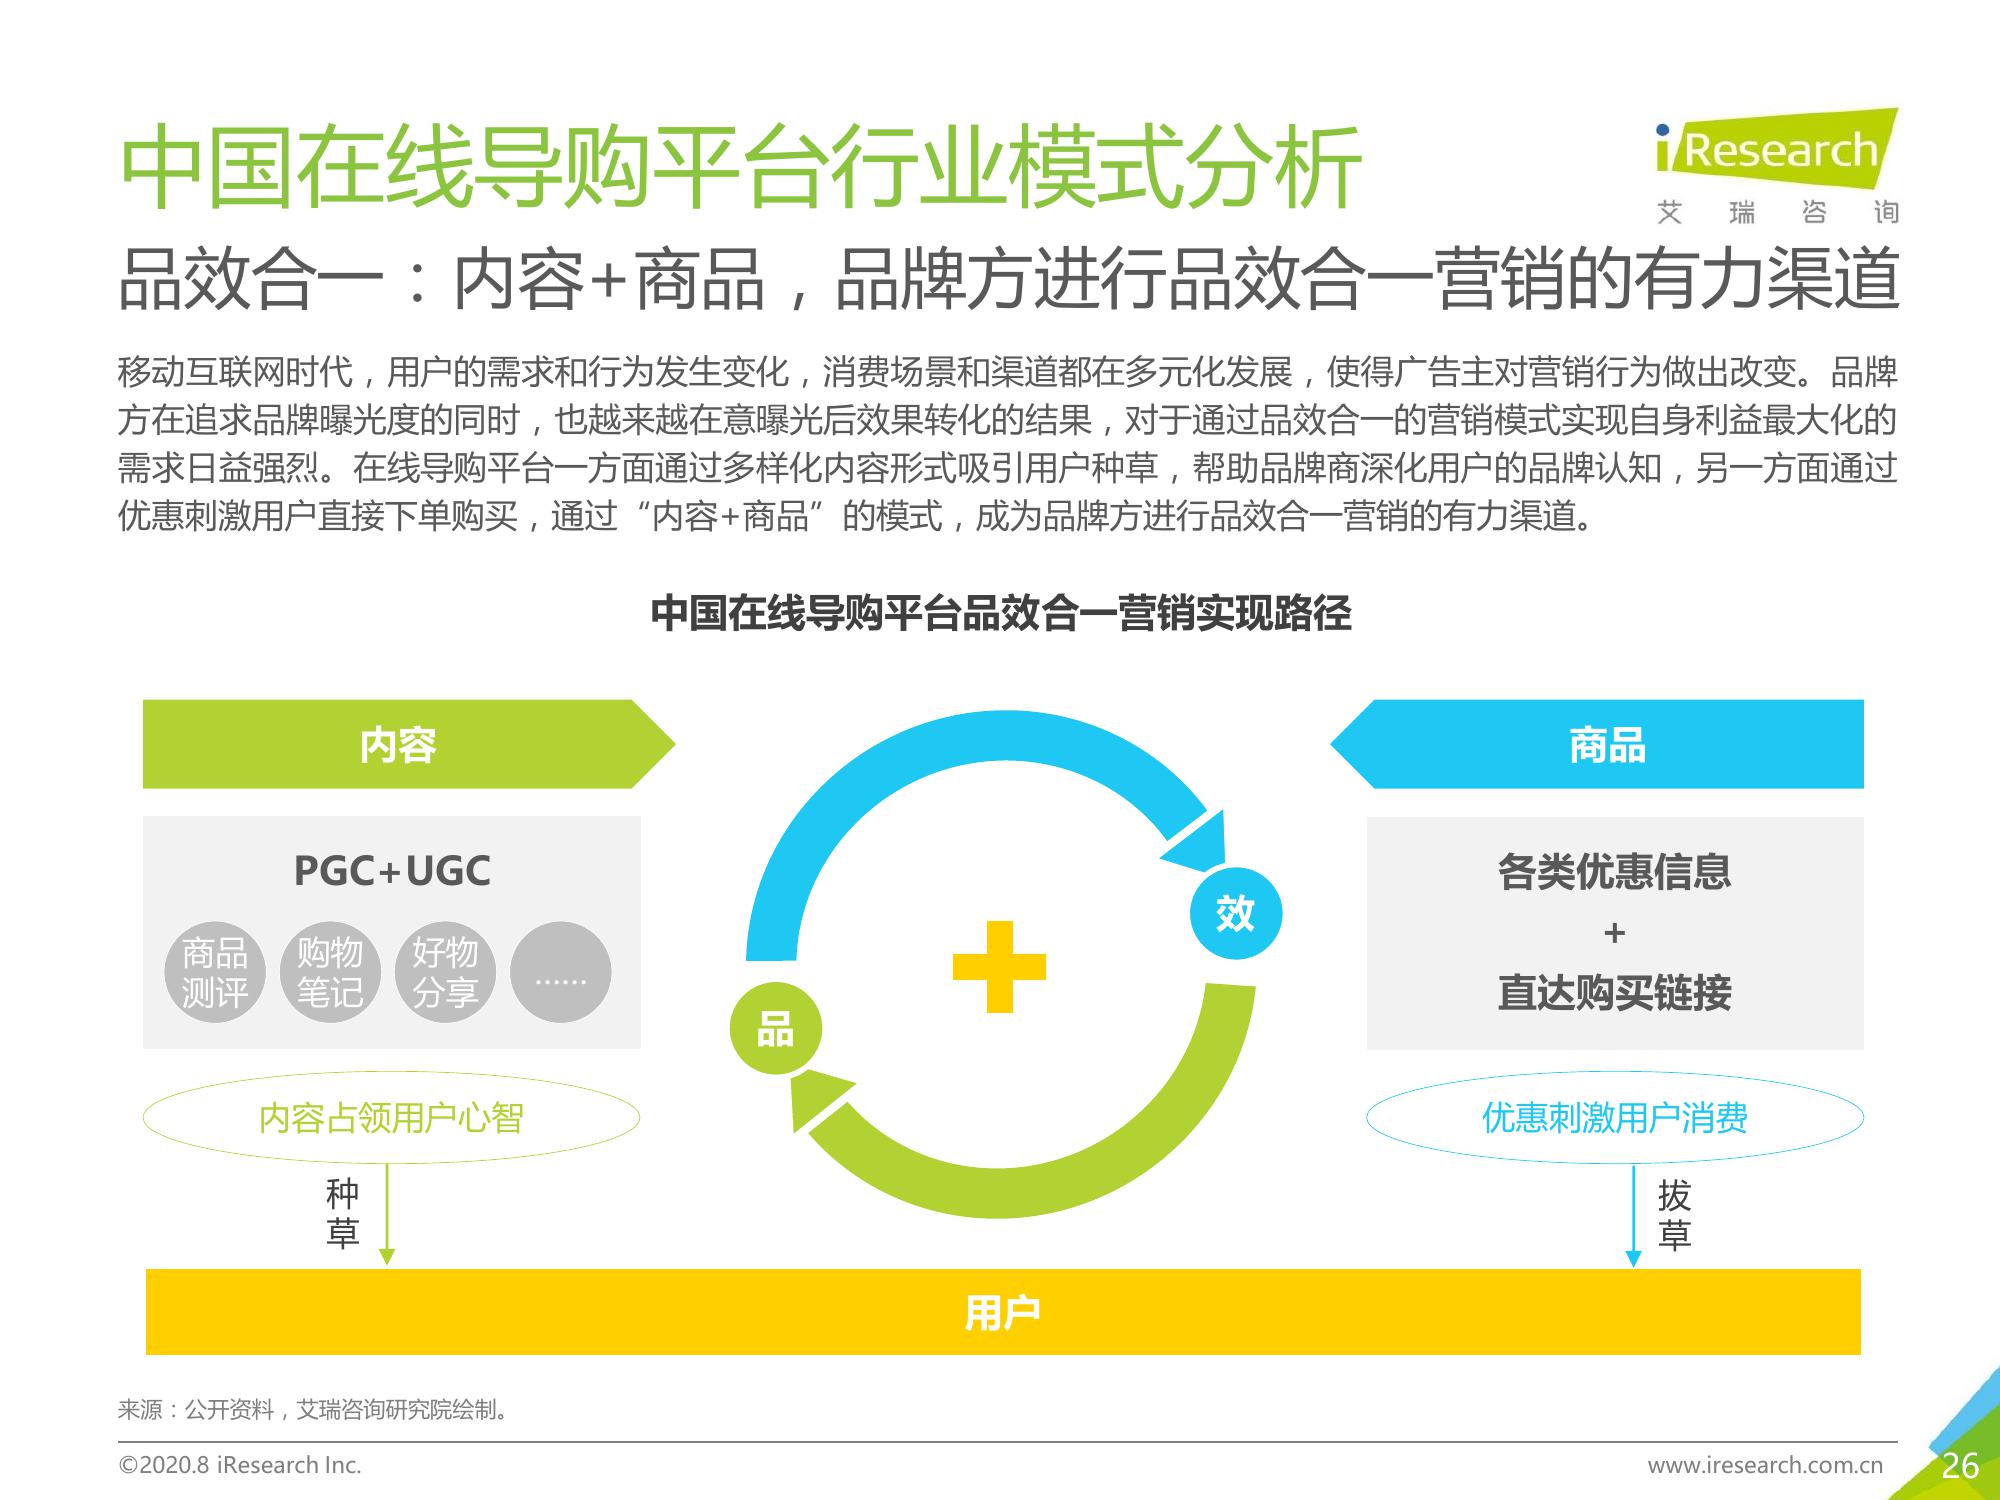 中国在线导购平台行业模式分析
iResearch
艾瑞咨询
品效合一：内容+商品，品牌方进行品效合一营销的有力渠道
移动互联网时代，用户的需求和行为发生变化，消费场景和渠道都在多元化发展，使得广告主对营销行为做出改变。品牌
方在追求品牌曝光度的同时，也越来越在意曝光后效果转化的结果，对于通过品效合一的营销模式实现自身利益最大化的
需求日益强烈。在线导购平台一方面通过多样化内容形式吸引用户种草，帮助品牌商深化用户的品牌认知，另一方面通过
优惠刺激用户直接下单购买，通过“内容+商品”的模式，成为品牌方进行品效合一营销的有力渠道。
中国在线导购平台品效合一营销实现路径
内容
PGC+UGC
商品
测评
购物
笔记
好物
分享
......
内容占领用户心智
种
草
效
品
商品
各类优惠信息
+
直达购买链接
优惠刺激用户消费
拔
草
用户
来源：公开资料，艾瑞咨询研究院绘制。
©2020.8 iResearch Inc.
www.iresearch.com.cn
26